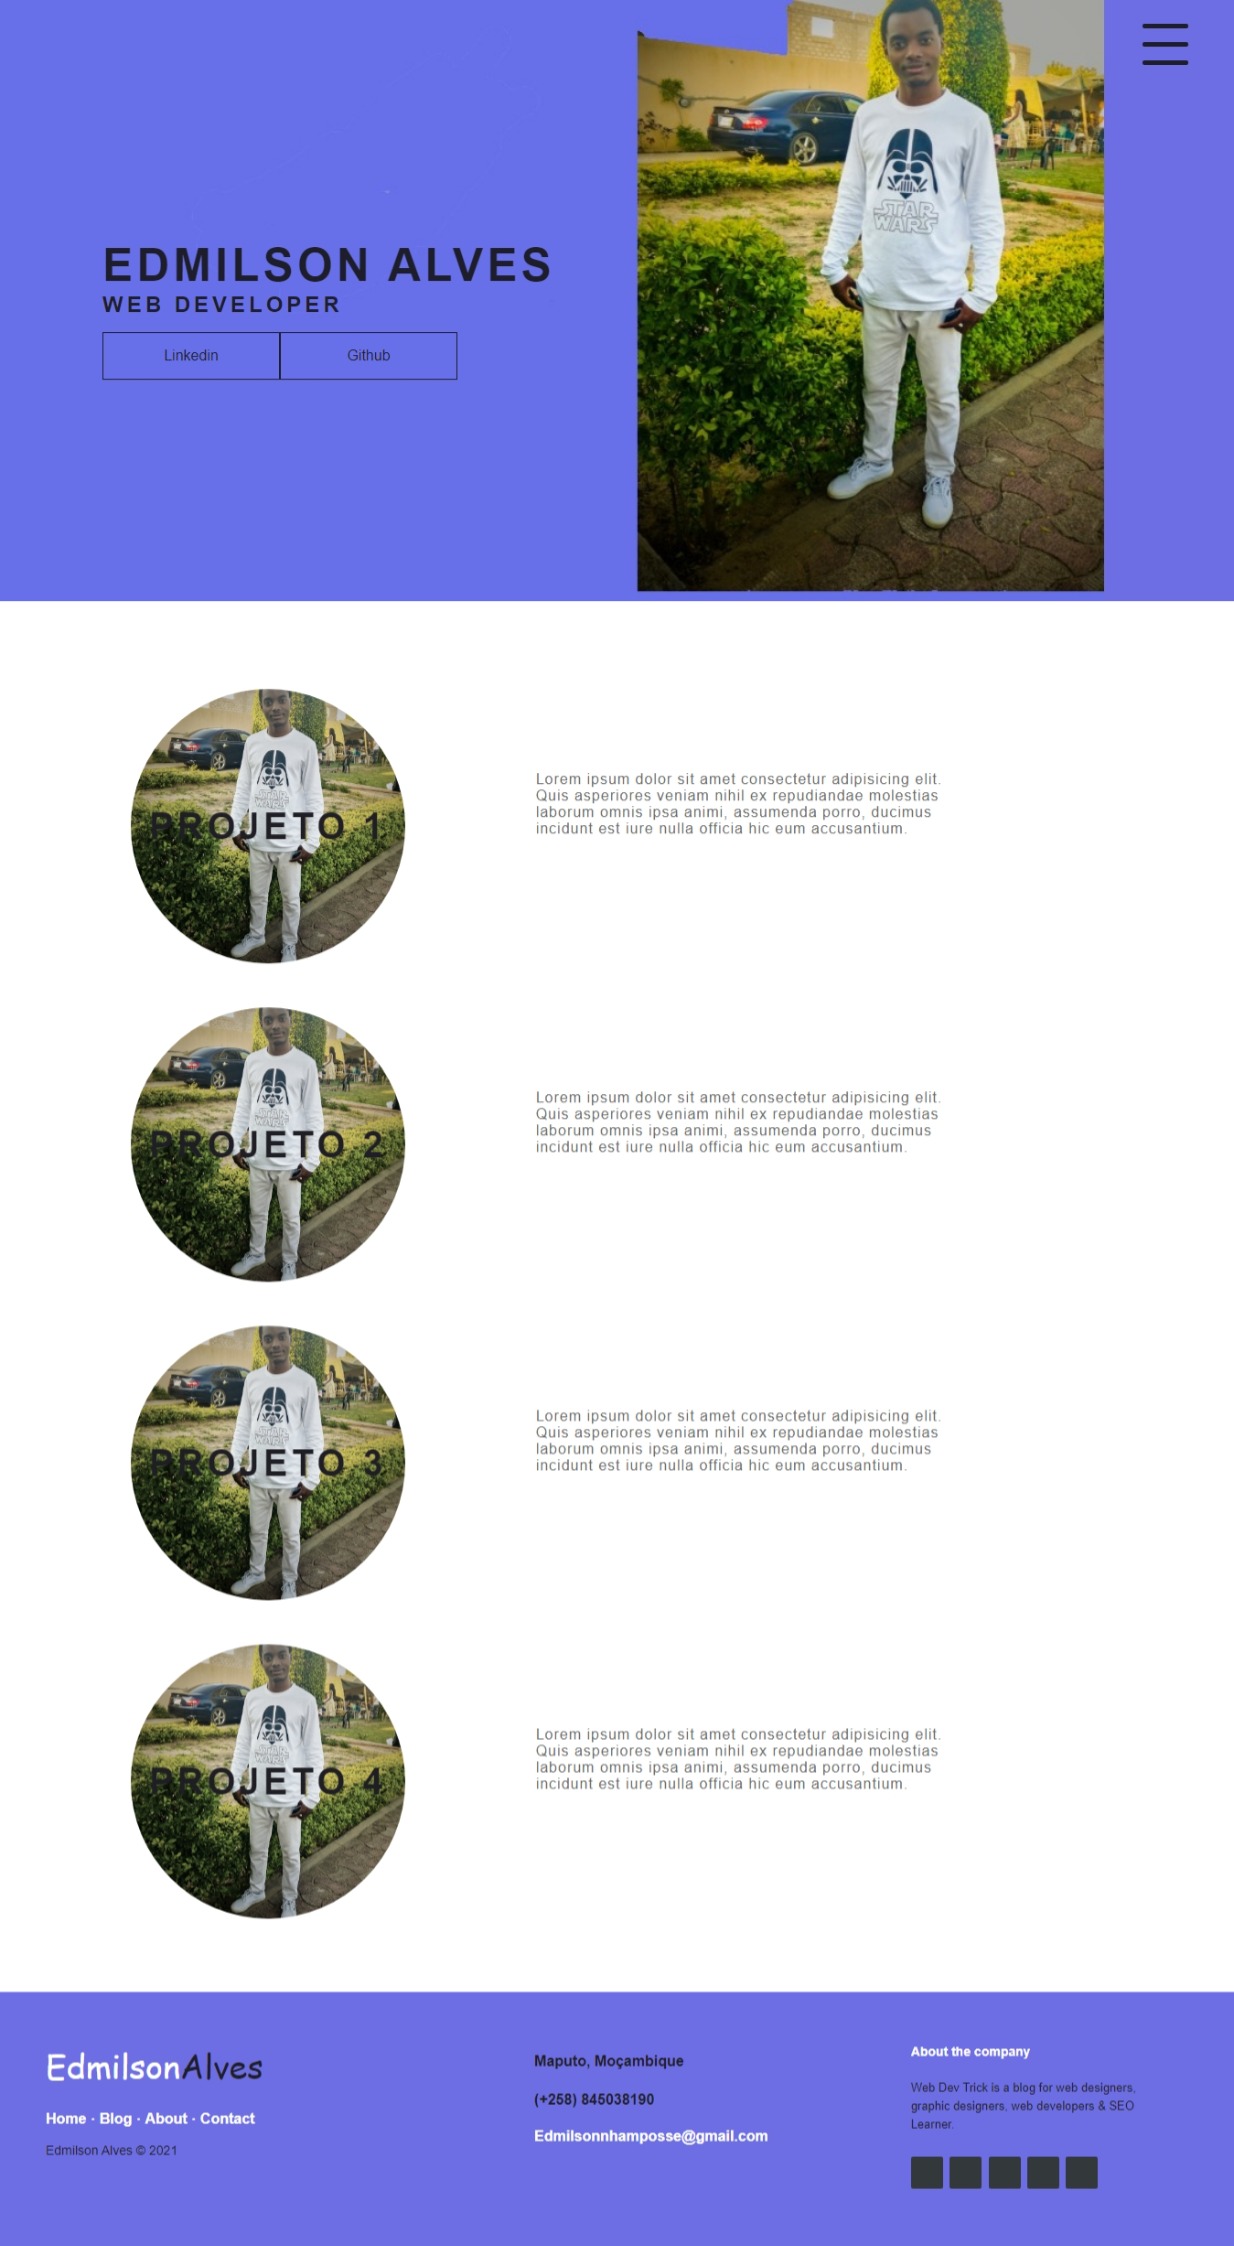 EDMILSON ALVES
WEB DEVELOPER
Linkedin
Github
STAR
WARS
PROJETO 1
Lorem ipsum dolor sit amet consectetur adipisicing elit.
Quis asperiores veniam nihil ex repudiandae molestias
laborum omnis ipsa animi, assumenda porro, ducimus
incidunt est iure nulla officia hic eum accusantium.
STAR
WARS
PROJETO 2
Lorem ipsum dolor sit amet consectetur adipisicing elit.
Quis asperiores veniam nihil ex repudiandae molestias
laborum omnis ipsa animi, assumenda porro, ducimus
incidunt est iure nulla officia hic eum accusantium.
STAR
WARS
PROJETO 3
Lorem ipsum dolor sit amet consectetur adipisicing elit.
Quis asperiores veniam nihil ex repudiandae molestias
laborum omnis ipsa animi, assumenda porro, ducimus
incidunt est iure nulla officia hic eum accusantium.
STAR
WARS
PROJETO 4
Lorem ipsum dolor sit amet consectetur adipisicing elit.
Quis asperiores veniam nihil ex repudiandae molestias
laborum omnis ipsa animi, assumenda porro, ducimus
incidunt est iure nulla officia hic eum accusantium.
EdmilsonAlves
Home · Blog · About · Contact
Edmilson Alves © 2021
Maputo, Moçambique
(+258) 845038190
Edmilsonnhamposse@gmail.com
About the company
Web Dev Trick is a blog for web designers,
graphic designers, web developers & SEO
Learner.